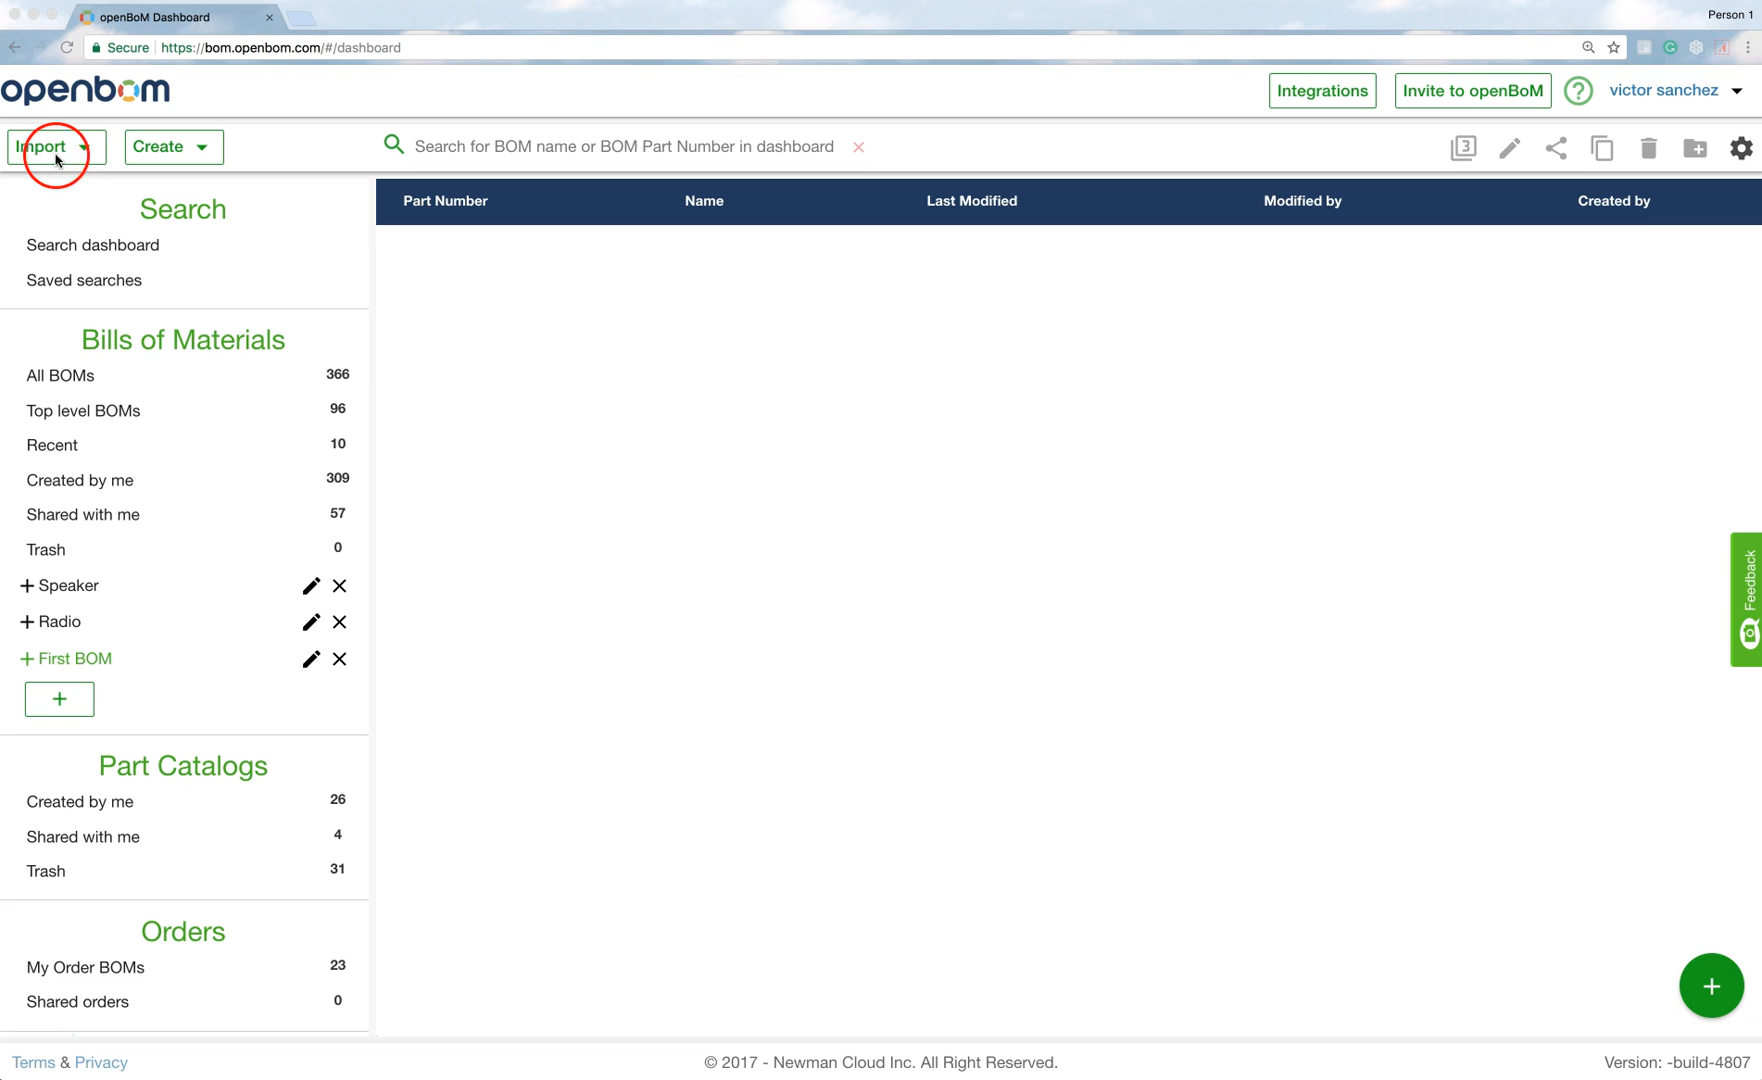 openBoM Dashboard
Person 1
Secure https://bom.openbom.com/#/dashboard
openbom
Integrations
Invite to openBoM
victor sanchez
Import
Create
Search for BOM name or BOM Part Number in dashboard
3
Part Number Name Last Modified Modified by Created by
Search
Search dashboard
Saved searches
Bills of Materials
All BOMs 366
Top level BOMs 96
Recent 10
Created by me 309
Shared with me 57
Trash 0
+ Speaker
+ Radio
+ First BOM
+
Feedback
Part Catalogs
Created by me 26
Shared with me 4
Trash 31
Orders
My Order BOMs 23
Shared orders 0
+
Terms & Privacy
© 2017 - Newman Cloud Inc. All Right Reserved.
Version: -build-4807